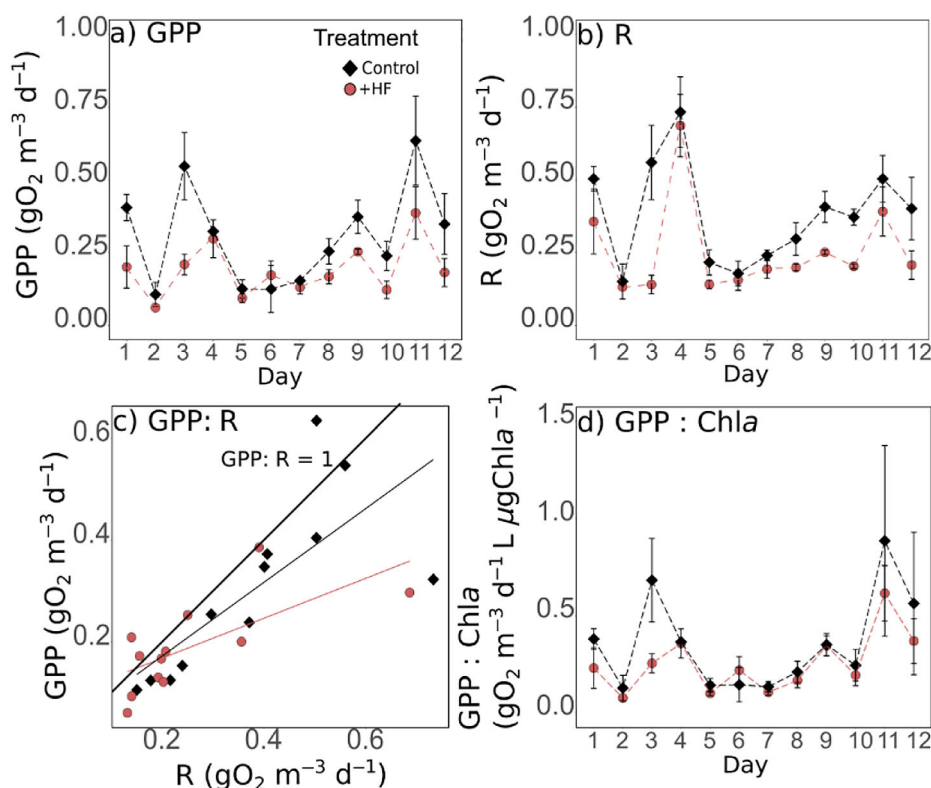 a) GPP
Treatment
Control
+HF
GPP (gO₂ m⁻³ d⁻¹)
1.00
0.75
0.50
0.25
0.00
1 2 3 4 5 6 7 8 9 10 11 12
Day
b) R
R (gO₂ m⁻³ d⁻¹)
1.00
0.75
0.50
0.25
0.00
1 2 3 4 5 6 7 8 9 10 11 12
Day
c) GPP: R
GPP: R = 1
GPP (gO₂ m⁻³ d⁻¹)
0.6
0.4
0.2
0.2 0.4 0.6
R (gO₂ m⁻³ d⁻¹)
d) GPP : Chla
GPP : Chla
(gO₂ m⁻³ d⁻¹ L μgChla ⁻¹)
1.5
1.0
0.5
0.0
1 2 3 4 5 6 7 8 9 10 11 12
Day